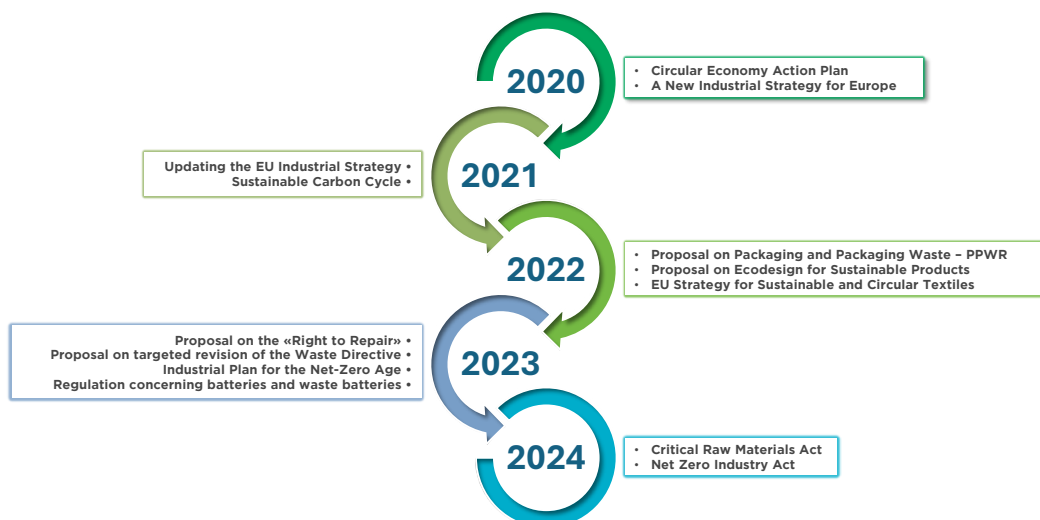 2020
• Circular Economy Action Plan
• A New Industrial Strategy for Europe
2021
Updating the EU Industrial Strategy •
Sustainable Carbon Cycle •
2022
• Proposal on Packaging and Packaging Waste – PPWR
• Proposal on Ecodesign for Sustainable Products
• EU Strategy for Sustainable and Circular Textiles
2023
Proposal on the «Right to Repair» •
Proposal on targeted revision of the Waste Directive •
Industrial Plan for the Net-Zero Age •
Regulation concerning batteries and waste batteries •
2024
• Critical Raw Materials Act
• Net Zero Industry Act